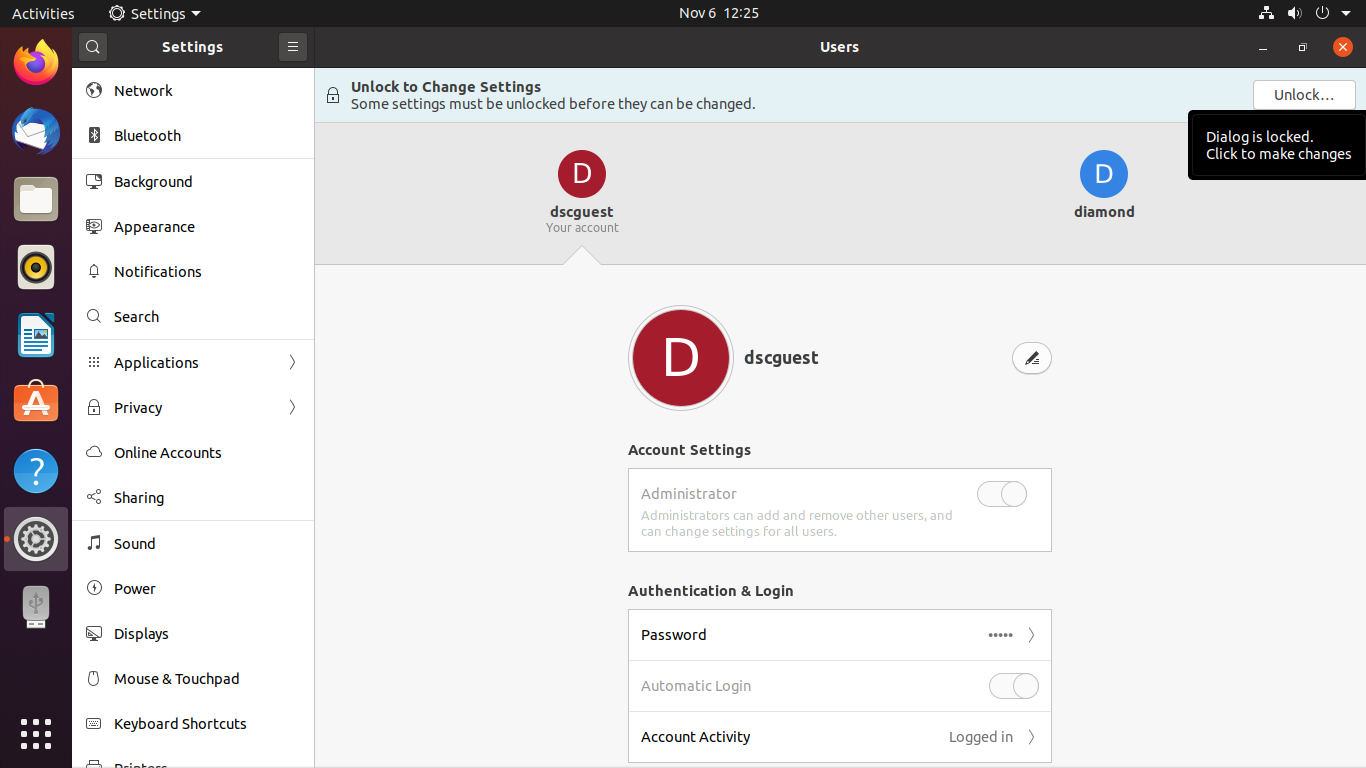 Activities
Settings
Nov 6 12:25
Settings
Users
Network
Bluetooth
Background
Appearance
Notifications
Search
Applications
Privacy
Online Accounts
Sharing
Sound
Power
Displays
Mouse & Touchpad
Keyboard Shortcuts
Printers
Unlock to Change Settings
Some settings must be unlocked before they can be changed.
Unlock…
Dialog is locked.
Click to make changes
D
dscguest
Your account
D
diamond
D
dscguest
Account Settings
Administrator
Administrators can add and remove other users, and
can change settings for all users.
Authentication & Login
Password •••••
Automatic Login
Account Activity Logged in